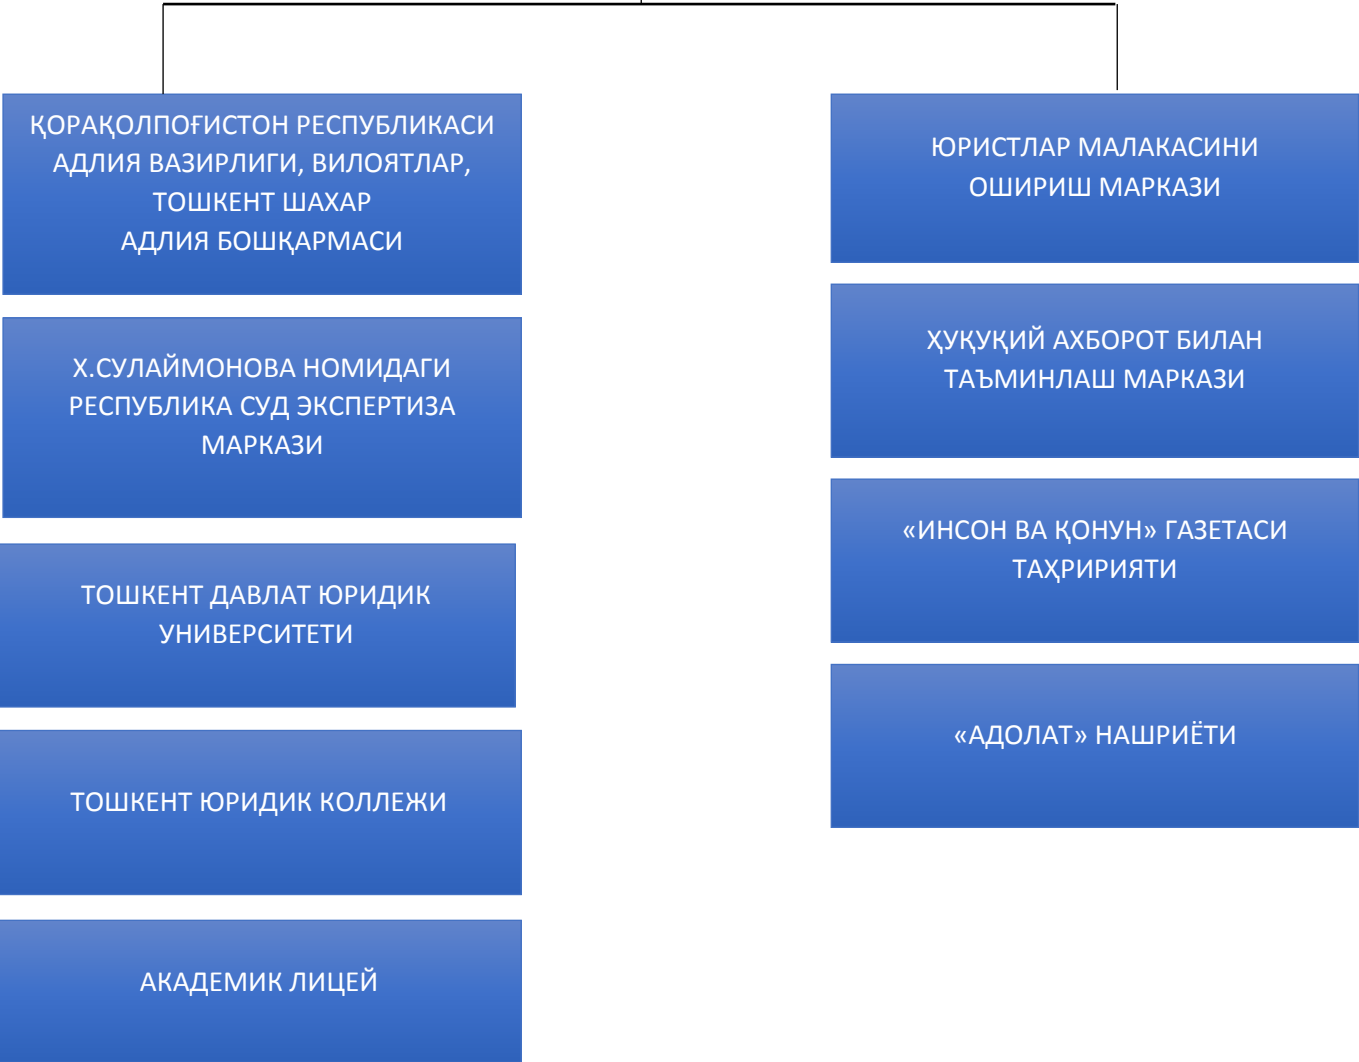 ҚОРАҚОЛПОҒИСТОН РЕСПУБЛИКАСИ
АДЛИЯ ВАЗИРЛИГИ, ВИЛОЯТЛАР,
ТОШКЕНТ ШАХАР
АДЛИЯ БОШҚАРМАСИ
Х.СУЛАЙМОНОВА НОМИДАГИ
РЕСПУБЛИКА СУД ЭКСПЕРТИЗА
МАРКАЗИ
ТОШКЕНТ ДАВЛАТ ЮРИДИК
УНИВЕРСИТЕТИ
ТОШКЕНТ ЮРИДИК КОЛЛЕЖИ
АКАДЕМИК ЛИЦЕЙ
ЮРИСТЛАР МАЛАКАСИНИ
ОШИРИШ МАРКАЗИ
ҲУҚУҚИЙ АХБОРОТ БИЛАН
ТАЪМИНЛАШ МАРКАЗИ
«ИНСОН ВА ҚОНУН» ГАЗЕТАСИ
ТАҲРИРИЯТИ
«АДОЛАТ» НАШРИЁТИ